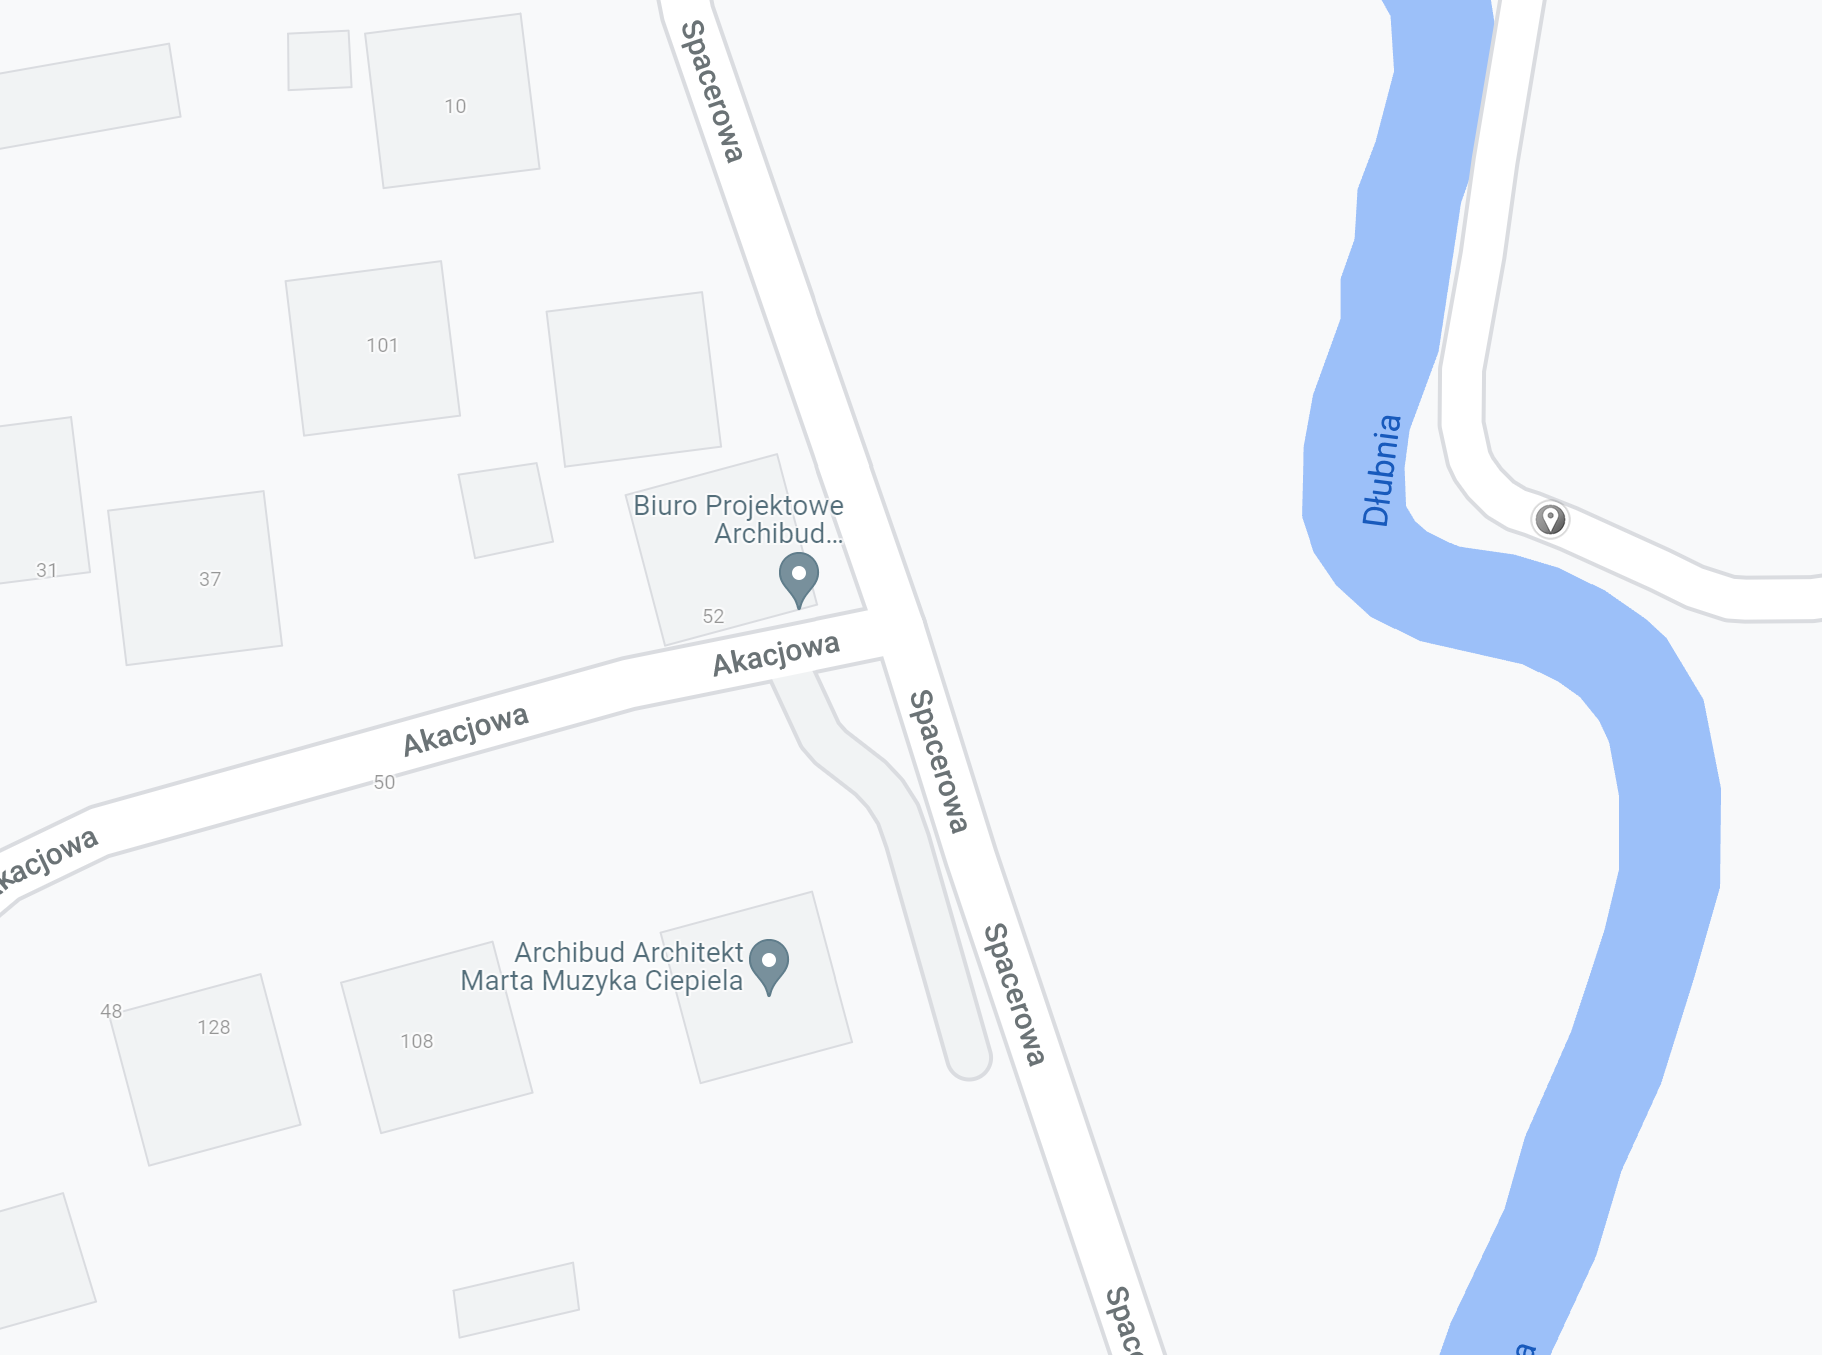 Spacerowa
10
101
Dłubnia
Biuro Projektowe
Archibud...
31
37
52
Akacjowa
Akacjowa
Spacerowa
50
kacjowa
Archibud Architekt
Marta Muzyka Ciepiela
Spacerowa
48
128
108
Space
a